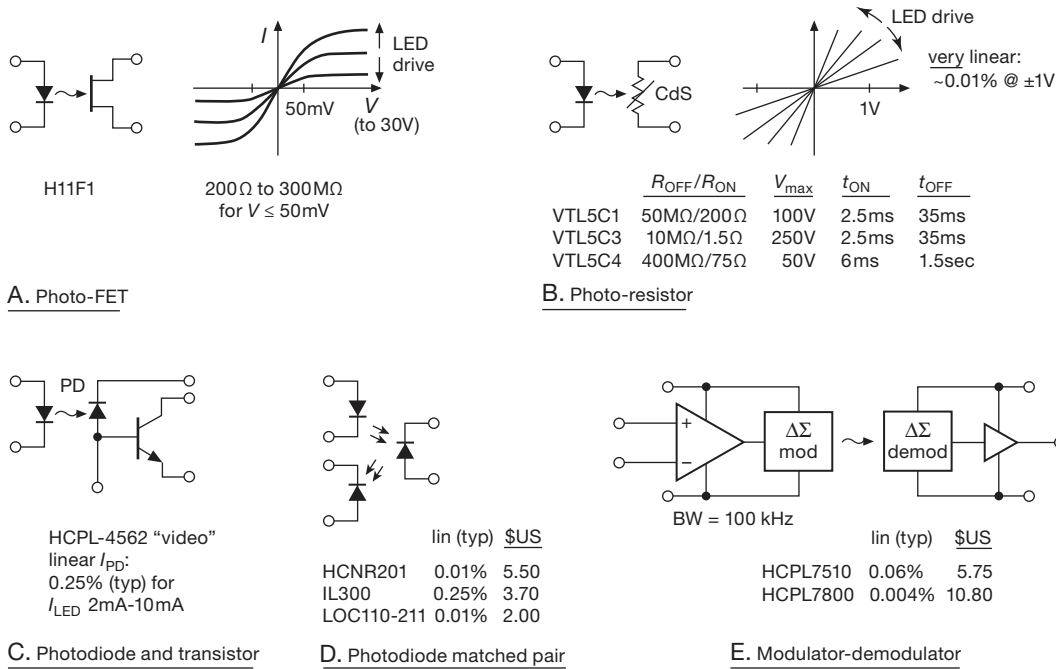 I
LED
drive
50mV
V
(to 30V)
H11F1
200Ω to 300MΩ
for V ≤ 50mV
A. Photo-FET
LED drive
very linear:
~0.01% @ ±1V
CdS
1V
ROFF/RON Vmax tON tOFF
VTL5C1 50MΩ/200Ω 100V 2.5ms 35ms
VTL5C3 10MΩ/1.5Ω 250V 2.5ms 35ms
VTL5C4 400MΩ/75Ω 50V 6ms 1.5sec
B. Photo-resistor
PD
HCPL-4562 “video”
linear IPD:
0.25% (typ) for
ILED 2mA-10mA
C. Photodiode and transistor
lin (typ) $US
HCNR201 0.01% 5.50
IL300 0.25% 3.70
LOC110-211 0.01% 2.00
D. Photodiode matched pair
+
−
ΔΣ
mod
ΔΣ
demod
BW = 100 kHz
lin (typ) $US
HCPL7510 0.06% 5.75
HCPL7800 0.004% 10.80
E. Modulator-demodulator